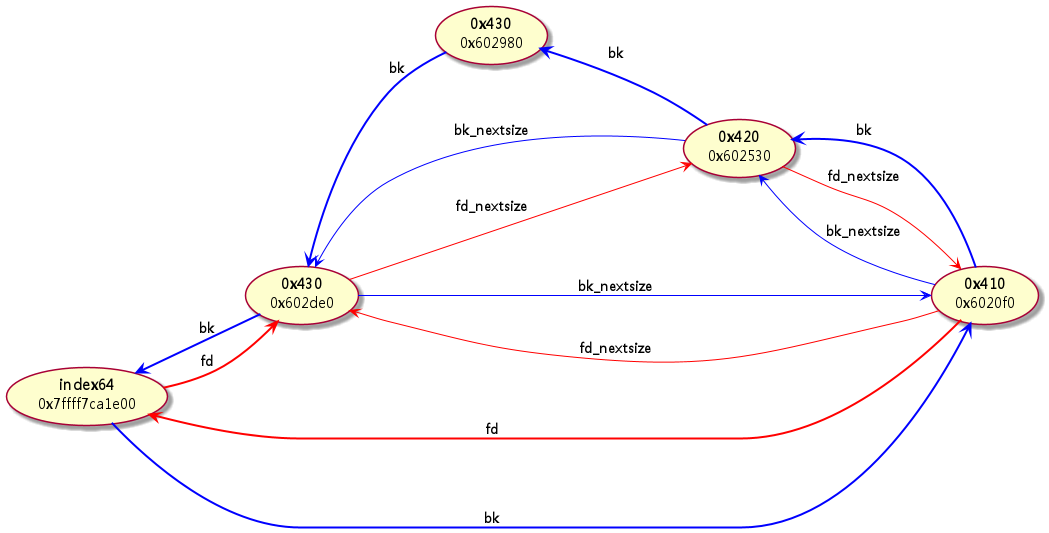 0x430
0x602980
bk
bk
bk_nextsize
0x420
0x602530
bk
fd_nextsize
fd_nextsize
bk_nextsize
0x430
0x602de0
bk_nextsize
0x410
0x6020f0
bk
fd
fd_nextsize
index64
0x7ffff7ca1e00
fd
bk